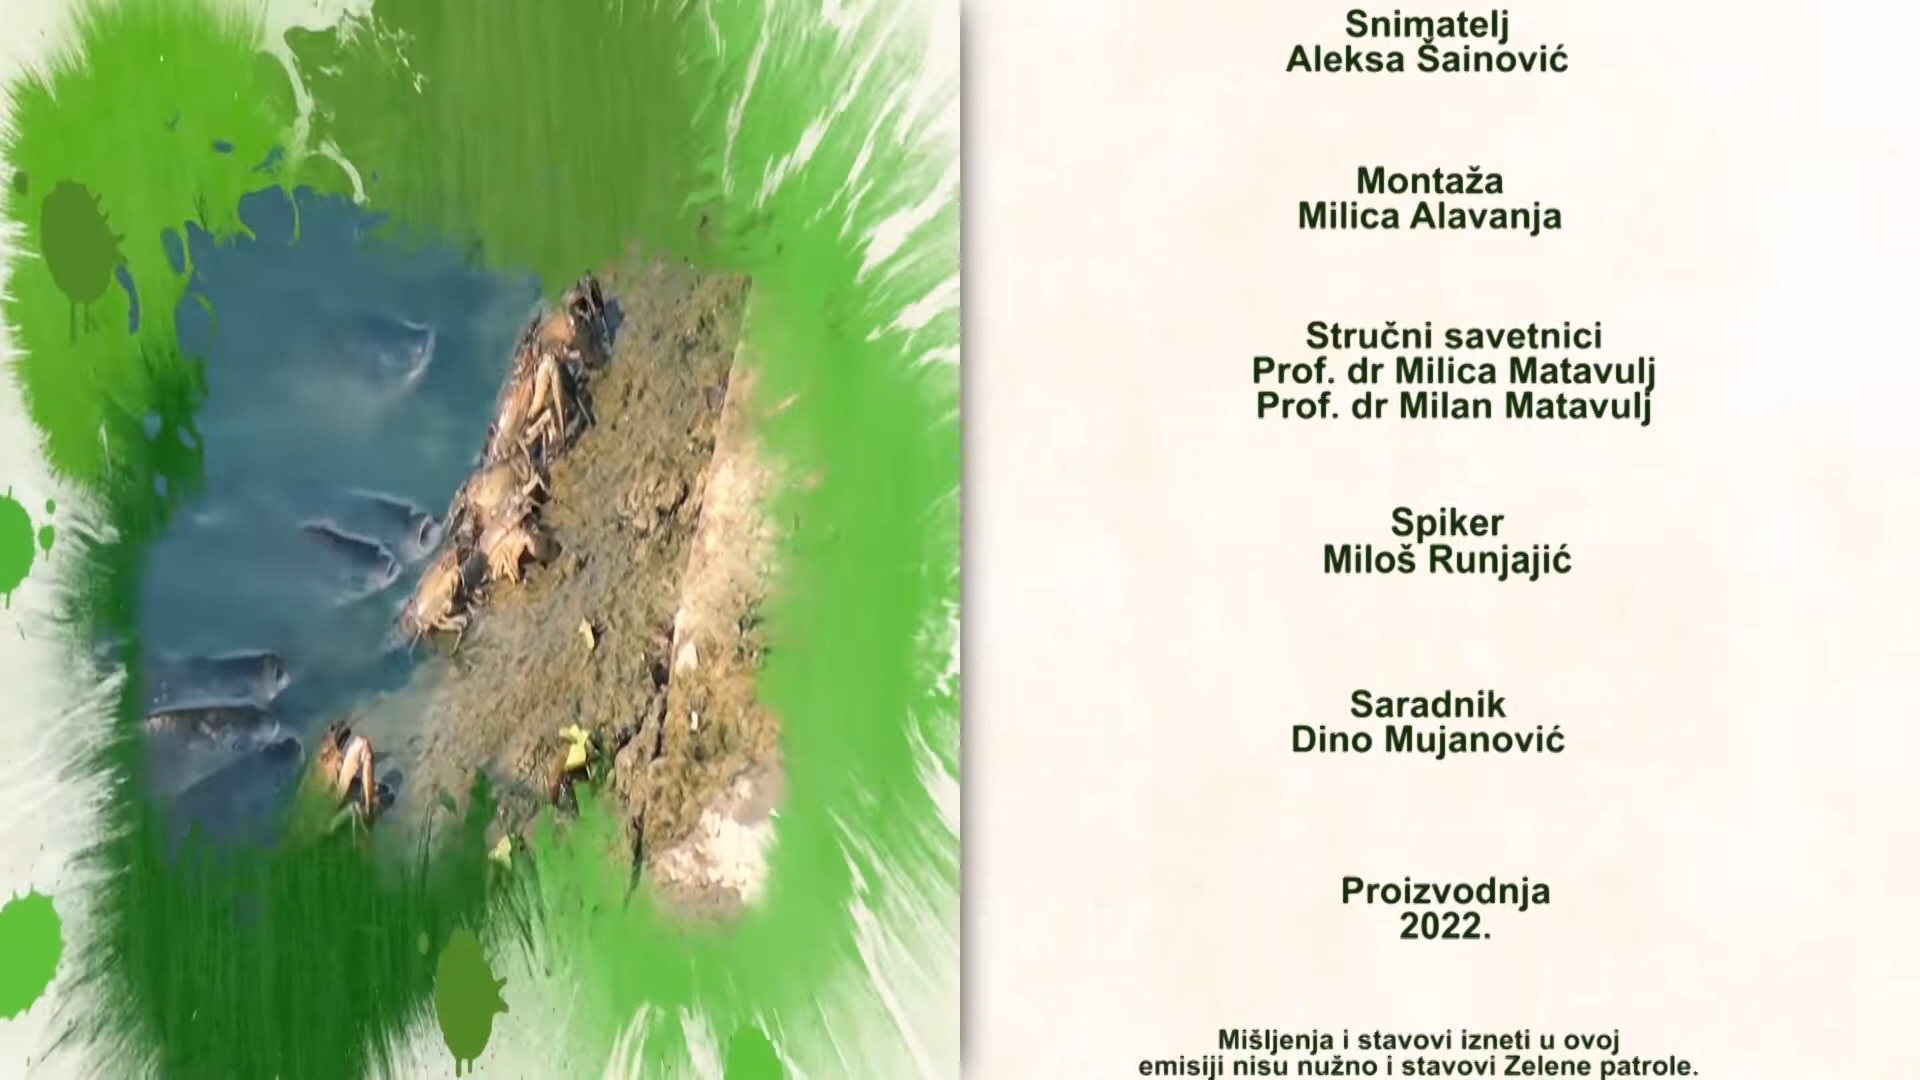 Snimatelj
Aleksa Šainović
Montaža
Milica Alavanja
Stručni savetnici
Prof. dr Milica Matavulj
Prof. dr Milan Matavulj
Spiker
Miloš Runjajić
Saradnik
Dino Mujanović
Proizvodnja
2022.
Mišljenja i stavovi izneti u ovoj
emisiji nisu nužno i stavovi Zelene patrole.